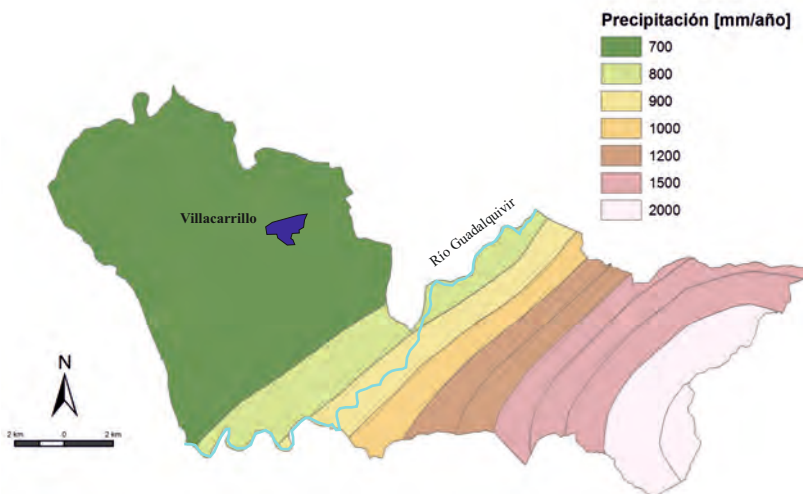 Precipitación [mm/año]
700
800
900
1000
1200
1500
2000
Villacarrillo
Río Guadalquivir
N
2 km 0 2 km